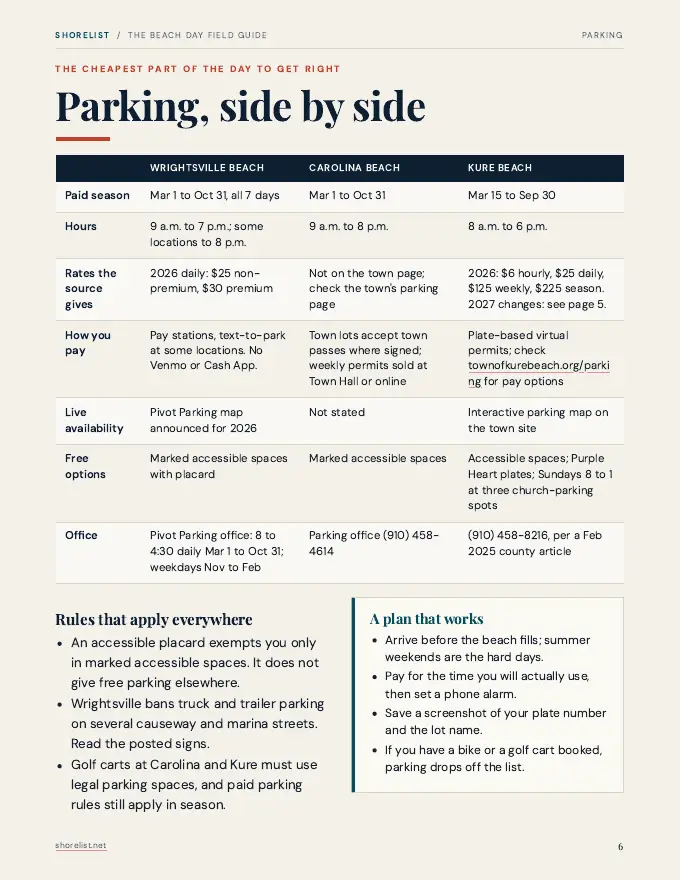 SHORELIST / THE BEACH DAY FIELD GUIDE PARKING
THE CHEAPEST PART OF THE DAY TO GET RIGHT
Parking, side by side
WRIGHTSVILLE BEACH CAROLINA BEACH KURE BEACH
Paid season Mar 1 to Oct 31, all 7 days Mar 1 to Oct 31 Mar 15 to Sep 30
Hours 9 a.m. to 7 p.m.; some 9 a.m. to 8 p.m. 8 a.m. to 6 p.m.
locations to 8 p.m.
Rates the 2026 daily: $25 non- Not on the town page; 2026: $6 hourly, $25 daily,
source premium, $30 premium check the town's parking $125 weekly, $225 season.
gives page 2027 changes: see page 5.
How you Pay stations, text-to-park Town lots accept town Plate-based virtual
pay at some locations. No passes where signed; permits; check
Venmo or Cash App. weekly permits sold at townofkurebeach.org/parki
Town Hall or online ng for pay options
Live Pivot Parking map Not stated Interactive parking map on
availability announced for 2026 the town site
Free Marked accessible spaces Marked accessible spaces Accessible spaces; Purple
options with placard Heart plates; Sundays 8 to 1
at three church-parking
spots
Office Pivot Parking office: 8 to Parking office (910) 458- (910) 458-8216, per a Feb
4:30 daily Mar 1 to Oct 31; 4614 2025 county article
weekdays Nov to Feb
Rules that apply everywhere
• An accessible placard exempts you only
in marked accessible spaces. It does not
give free parking elsewhere.
• Wrightsville bans truck and trailer parking
on several causeway and marina streets.
Read the posted signs.
• Golf carts at Carolina and Kure must use
legal parking spaces, and paid parking
rules still apply in season.
A plan that works
• Arrive before the beach fills; summer
weekends are the hard days.
• Pay for the time you will actually use,
then set a phone alarm.
• Save a screenshot of your plate number
and the lot name.
• If you have a bike or a golf cart booked,
parking drops off the list.
shorelist.net 6